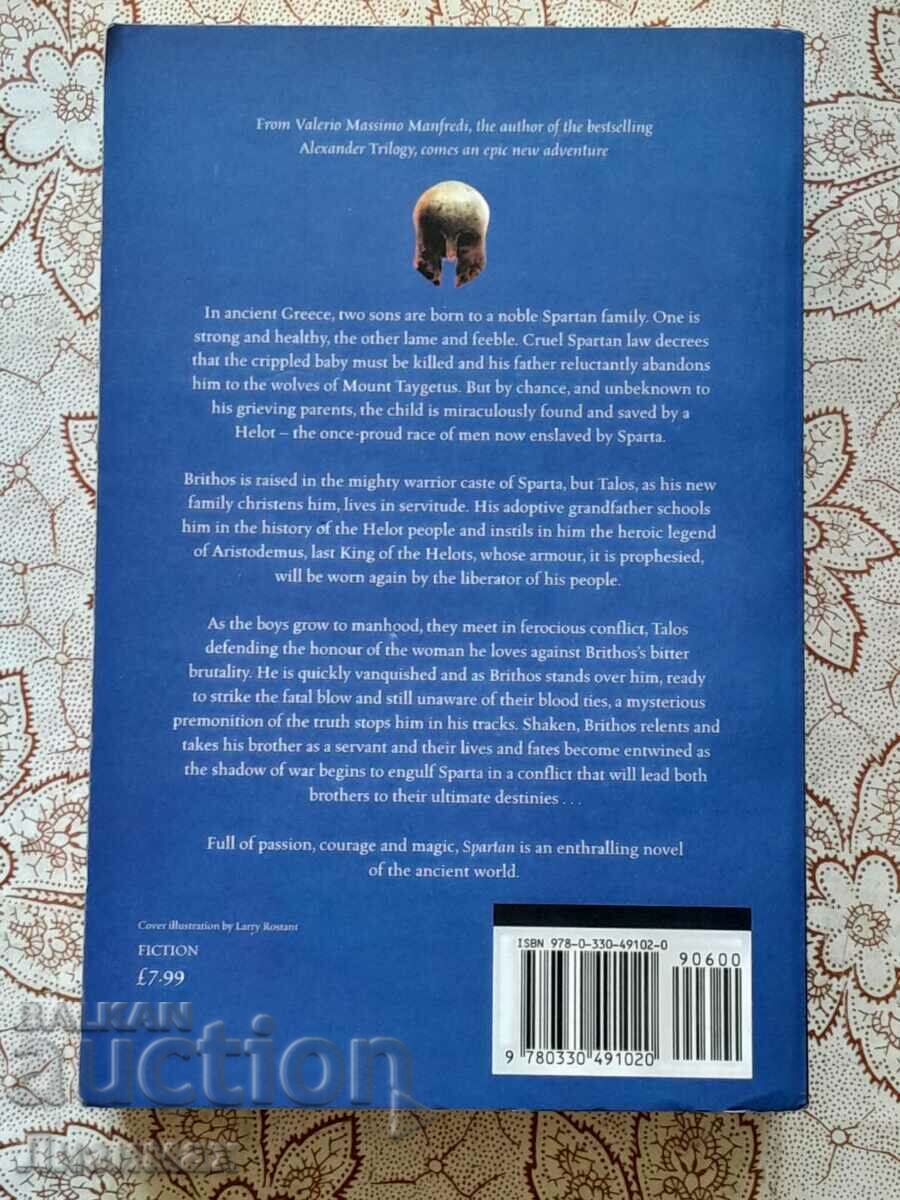 From Valerio Massimo Manfredi, the author of the bestselling
Alexander Trilogy, comes an epic new adventure
In ancient Greece, two sons are born to a noble Spartan family. One is
strong and healthy, the other lame and feeble. Cruel Spartan law decrees
that the crippled baby must be killed and his father reluctantly abandons
him to the wolves of Mount Taygetus. But by chance, and unbeknown to
his grieving parents, the child is miraculously found and saved by a
Helot – the once-proud race of men now enslaved by Sparta.
Brithos is raised in the mighty warrior caste of Sparta, but Talos, as his new
family christens him, lives in servitude. His adoptive grandfather schools
him in the history of the Helot people and instils in him the heroic legend
of Aristodemus, last King of the Helots, whose armour, it is prophesied,
will be worn again by the liberator of his people.
As the boys grow to manhood, they meet in ferocious conflict, Talos
defending the honour of the woman he loves against Brithos's bitter
brutality. He is quickly vanquished and as Brithos stands over him, ready
to strike the fatal blow and still unaware of their blood ties, a mysterious
premonition of the truth stops him in his tracks. Shaken, Brithos relents and
takes his brother as a servant and their lives and fates become entwined as
the shadow of war begins to engulf Sparta in a conflict that will lead both
brothers to their ultimate destinies . . .
Full of passion, courage and magic, Spartan is an enthralling novel
of the ancient world.
Cover illustration by Larry Rostant
FICTION
£7.99
ISBN 978-0-330-49102-0
90600
9 780330 491020
BALKAN
auction